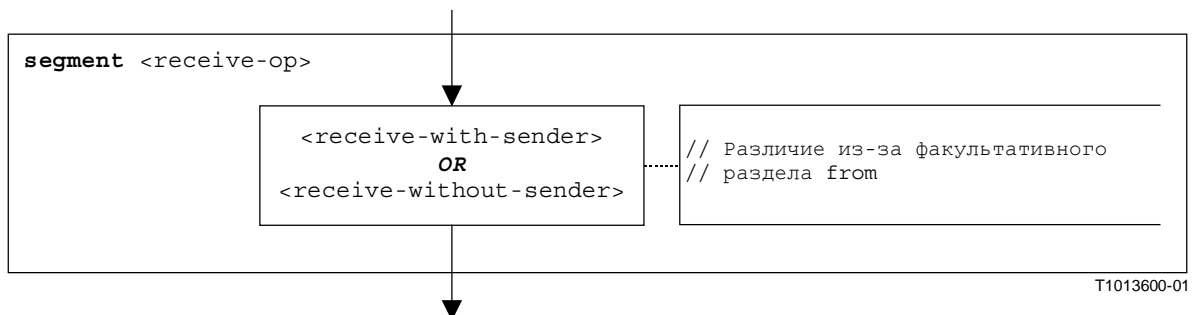 segment <receive-op>
<receive-with-sender>
OR
<receive-without-sender>
// Различие из-за факультативного
// раздела from
T1013600-01